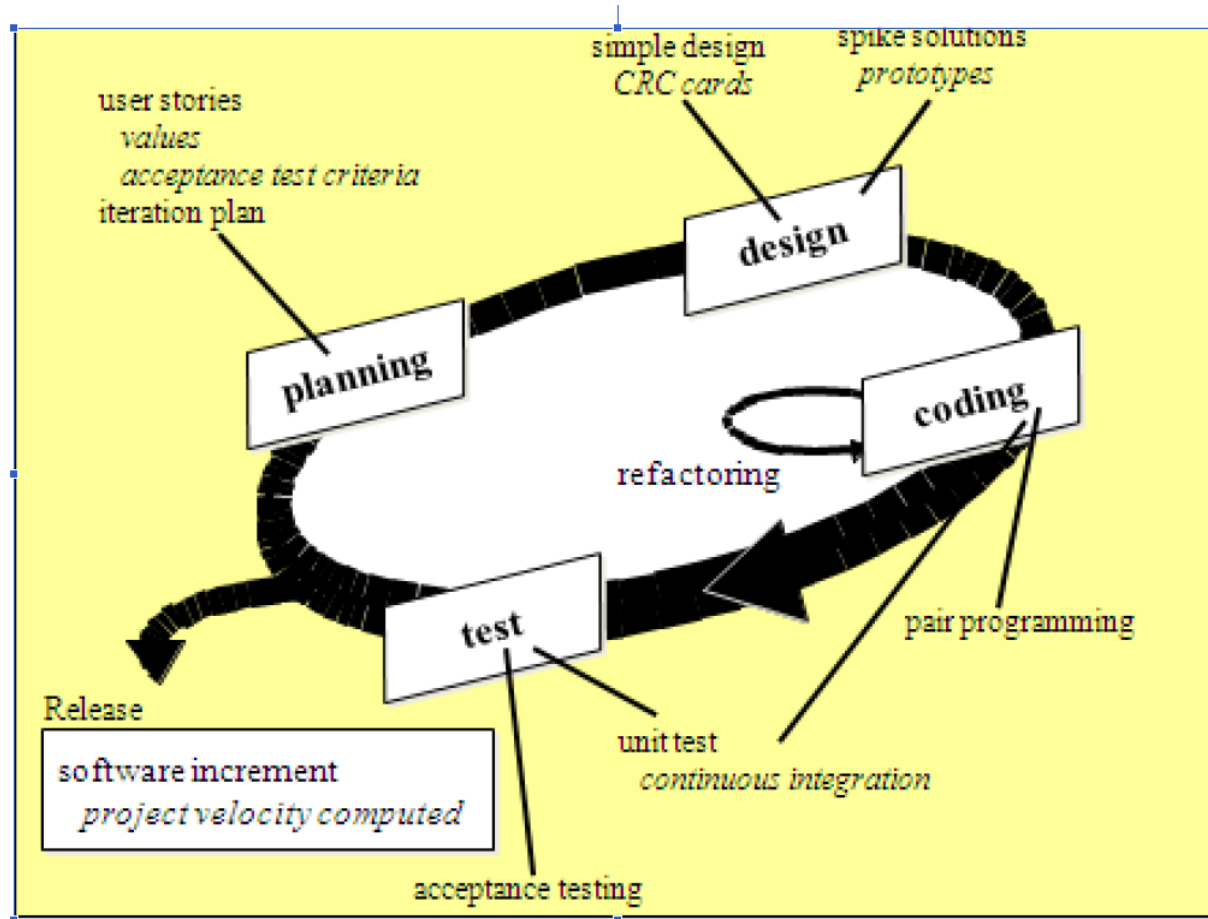 simple design
CRC cards
spike solutions
prototypes
user stories
values
acceptance test criteria
iteration plan
design
planning
coding
refactoring
test
pair programming
Release
software increment
project velocity computed
unit test
continuous integration
acceptance testing